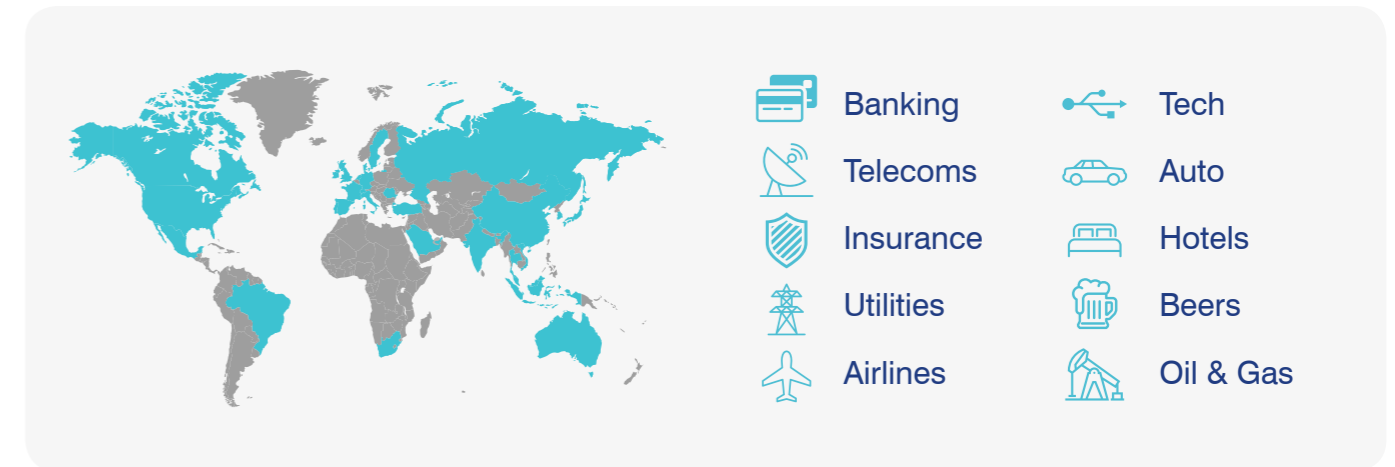 Banking
Telecoms
Insurance
Utilities
Airlines
Tech
Auto
Hotels
Beers
Oil & Gas